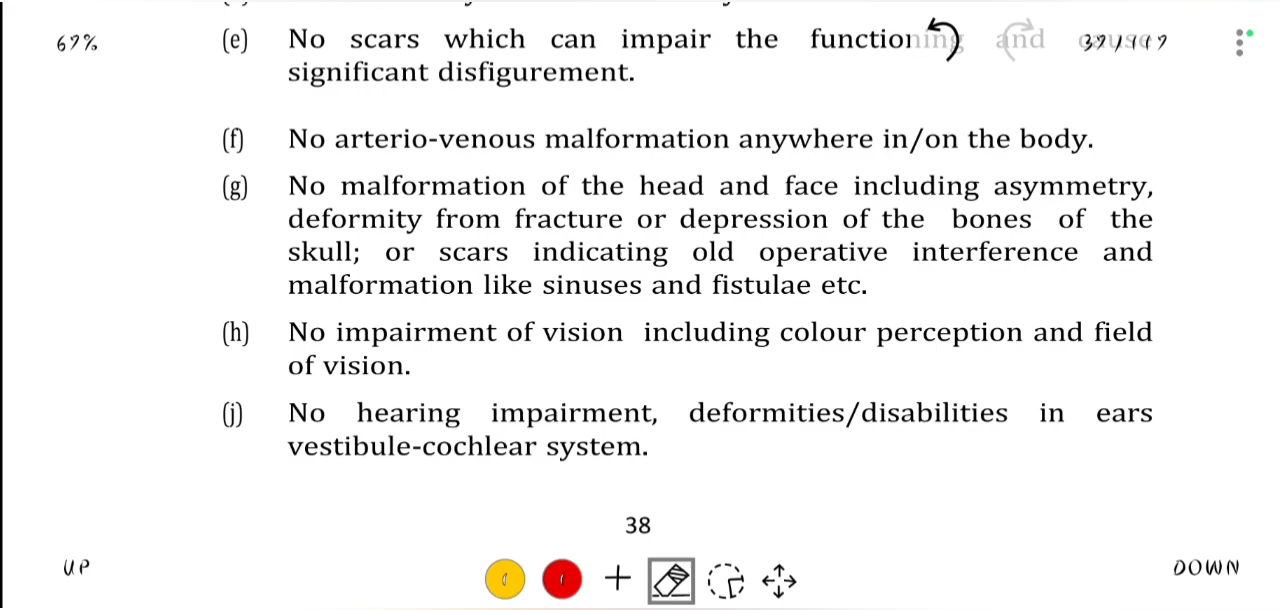 67%
(e) No scars which can impair the functioning and cause
significant disfigurement.
(f) No arterio-venous malformation anywhere in/on the body.
(g) No malformation of the head and face including asymmetry,
deformity from fracture or depression of the bones of the
skull; or scars indicating old operative interference and
malformation like sinuses and fistulae etc.
(h) No impairment of vision including colour perception and field
of vision.
(j) No hearing impairment, deformities/disabilities in ears
vestibule-cochlear system.
38
UP
DOWN